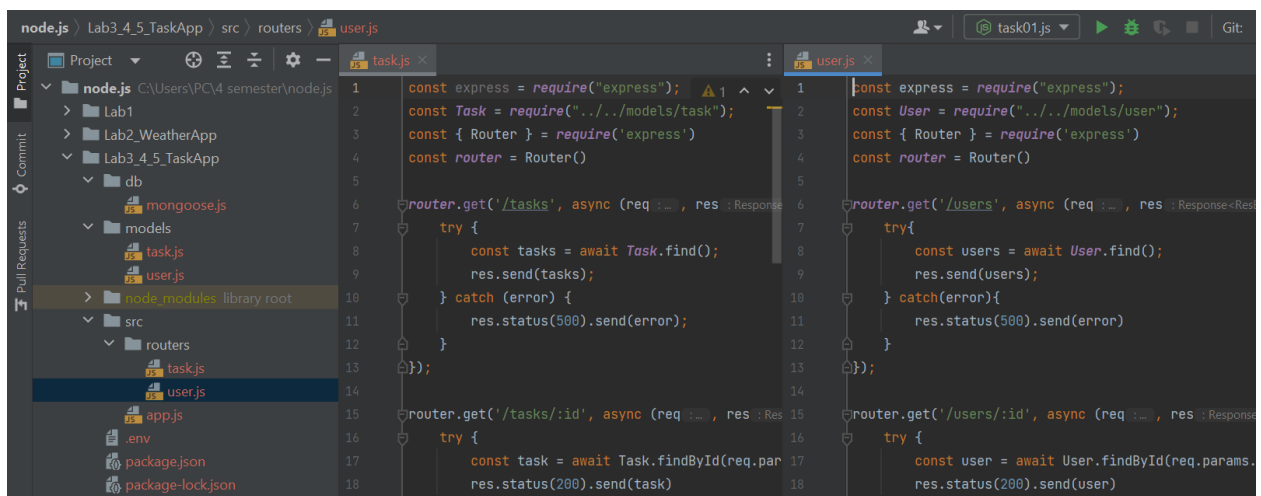 node.js Lab3_4_5_TaskApp src routers user.js
task01.js Git:
Project
Commit
Pull Requests
Project
node.js C:\Users\PC\4 semester\node.js
Lab1
Lab2_WeatherApp
Lab3_4_5_TaskApp
db
mongoose.js
models
task.js
user.js
node_modules library root
src
routers
task.js
user.js
app.js
.env
package.json
package-lock.json
task.js
1 const express = require("express"); 1
2 const Task = require("../../models/task");
3 const { Router } = require('express')
4 const router = Router()
5
6 router.get('/tasks', async (req :… , res : Response
7 try {
8 const tasks = await Task.find();
9 res.send(tasks);
10 } catch (error) {
11 res.status(500).send(error);
12 }
13 });
14
15 router.get('/tasks/:id', async (req :… , res : Res
16 try {
17 const task = await Task.findById(req.par
18 res.status(200).send(task)
user.js
1 const express = require("express");
2 const User = require("../../models/user");
3 const { Router } = require('express')
4 const router = Router()
5
6 router.get('/users', async (req :… , res : Response<Res
7 try{
8 const users = await User.find();
9 res.send(users);
10 } catch(error){
11 res.status(500).send(error)
12 }
13 });
14
15 router.get('/users/:id', async (req :… , res : Response
16 try {
17 const user = await User.findById(req.params.
18 res.status(200).send(user)